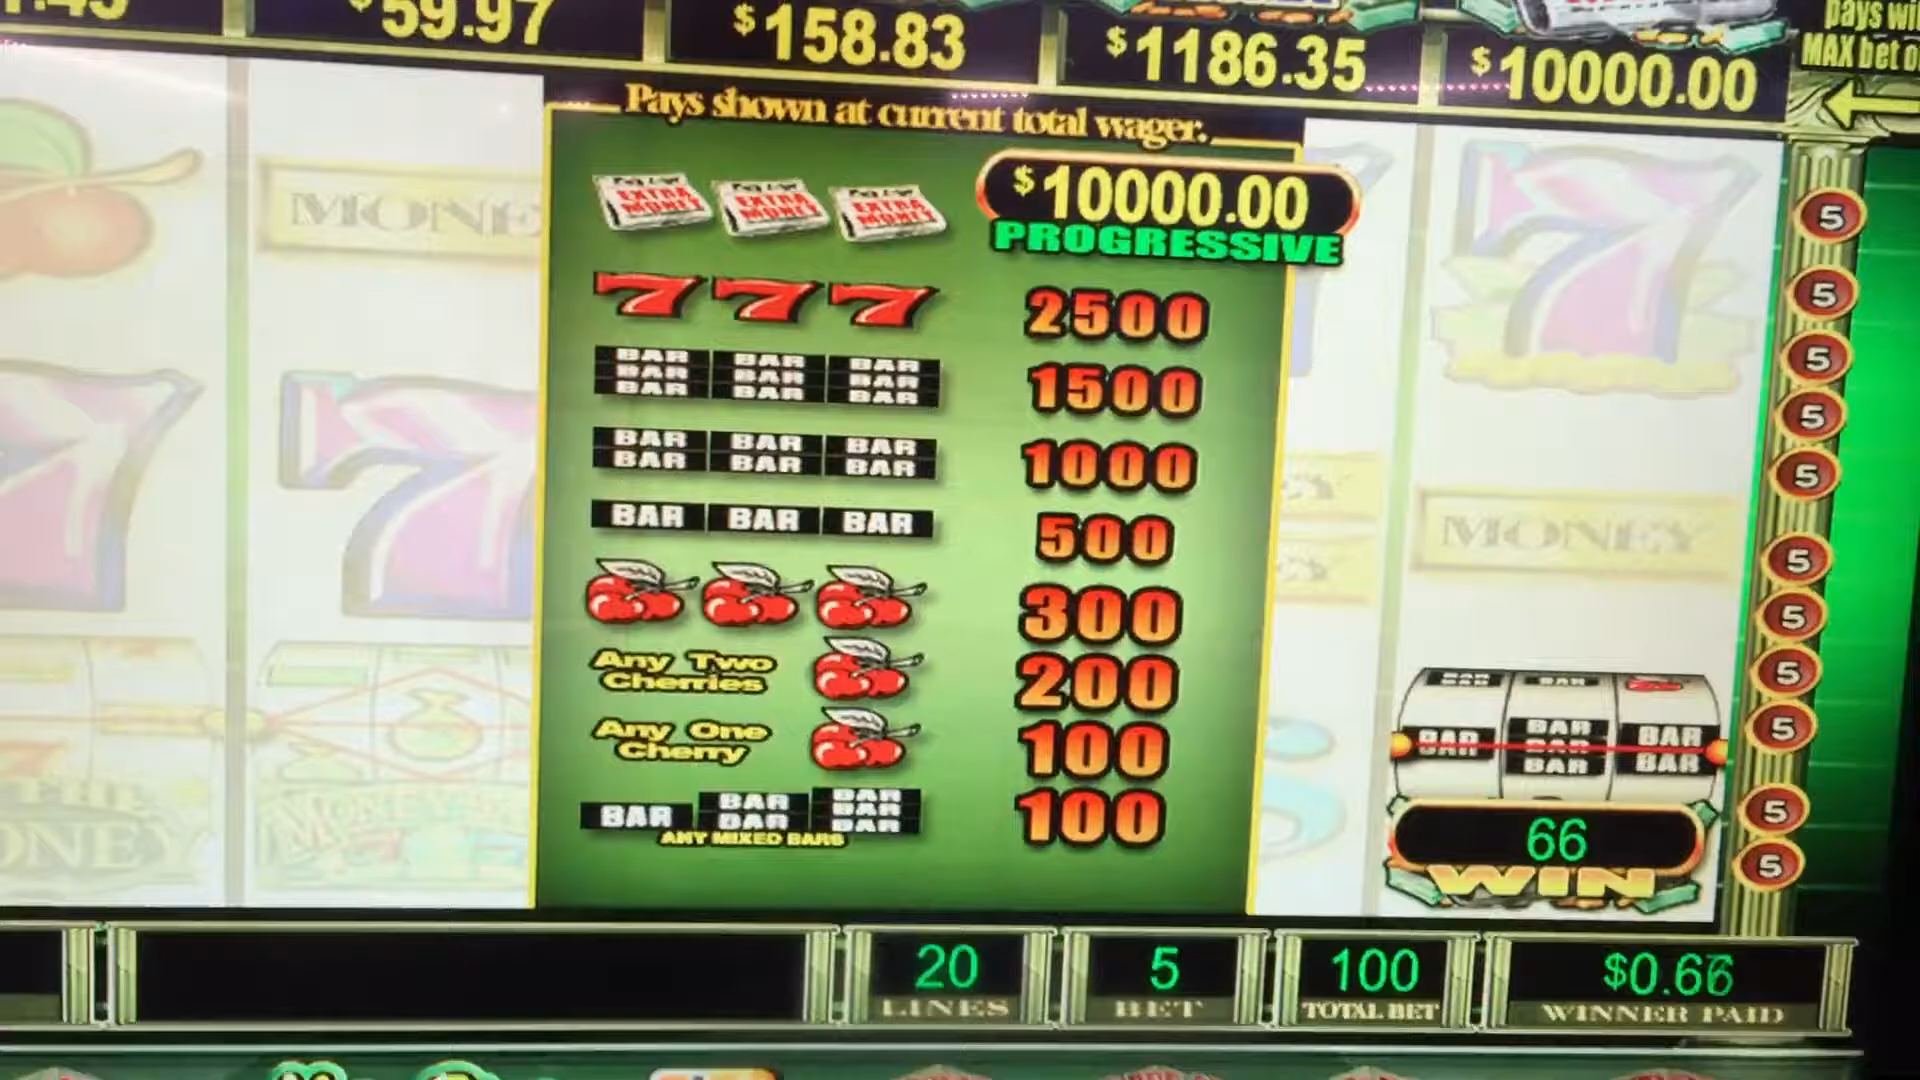 $59.97
$158.83
$1186.35
$10000.00
MAX bet
Pays shown at current total wager.
EXTRA MONEY EXTRA MONEY EXTRA MONEY
$10000.00
PROGRESSIVE
7 7 7 2500
BAR BAR BAR
BAR BAR BAR
BAR BAR BAR
1500
BAR BAR BAR
BAR BAR BAR
1000
BAR BAR BAR 500
300
Any Two
Cherries
200
Any One
Cherry
100
BAR
BAR BAR
BAR BAR BAR
ANY MIXED BARS
100
MONEY
MONEY
MONEY
5
5
5
5
5
5
5
5
5
5
5
BAR
BAR BAR BAR
BAR BAR
66
WIN
20
LINES
5
BET
100
TOTAL BET
$0.66
WINNER PAID